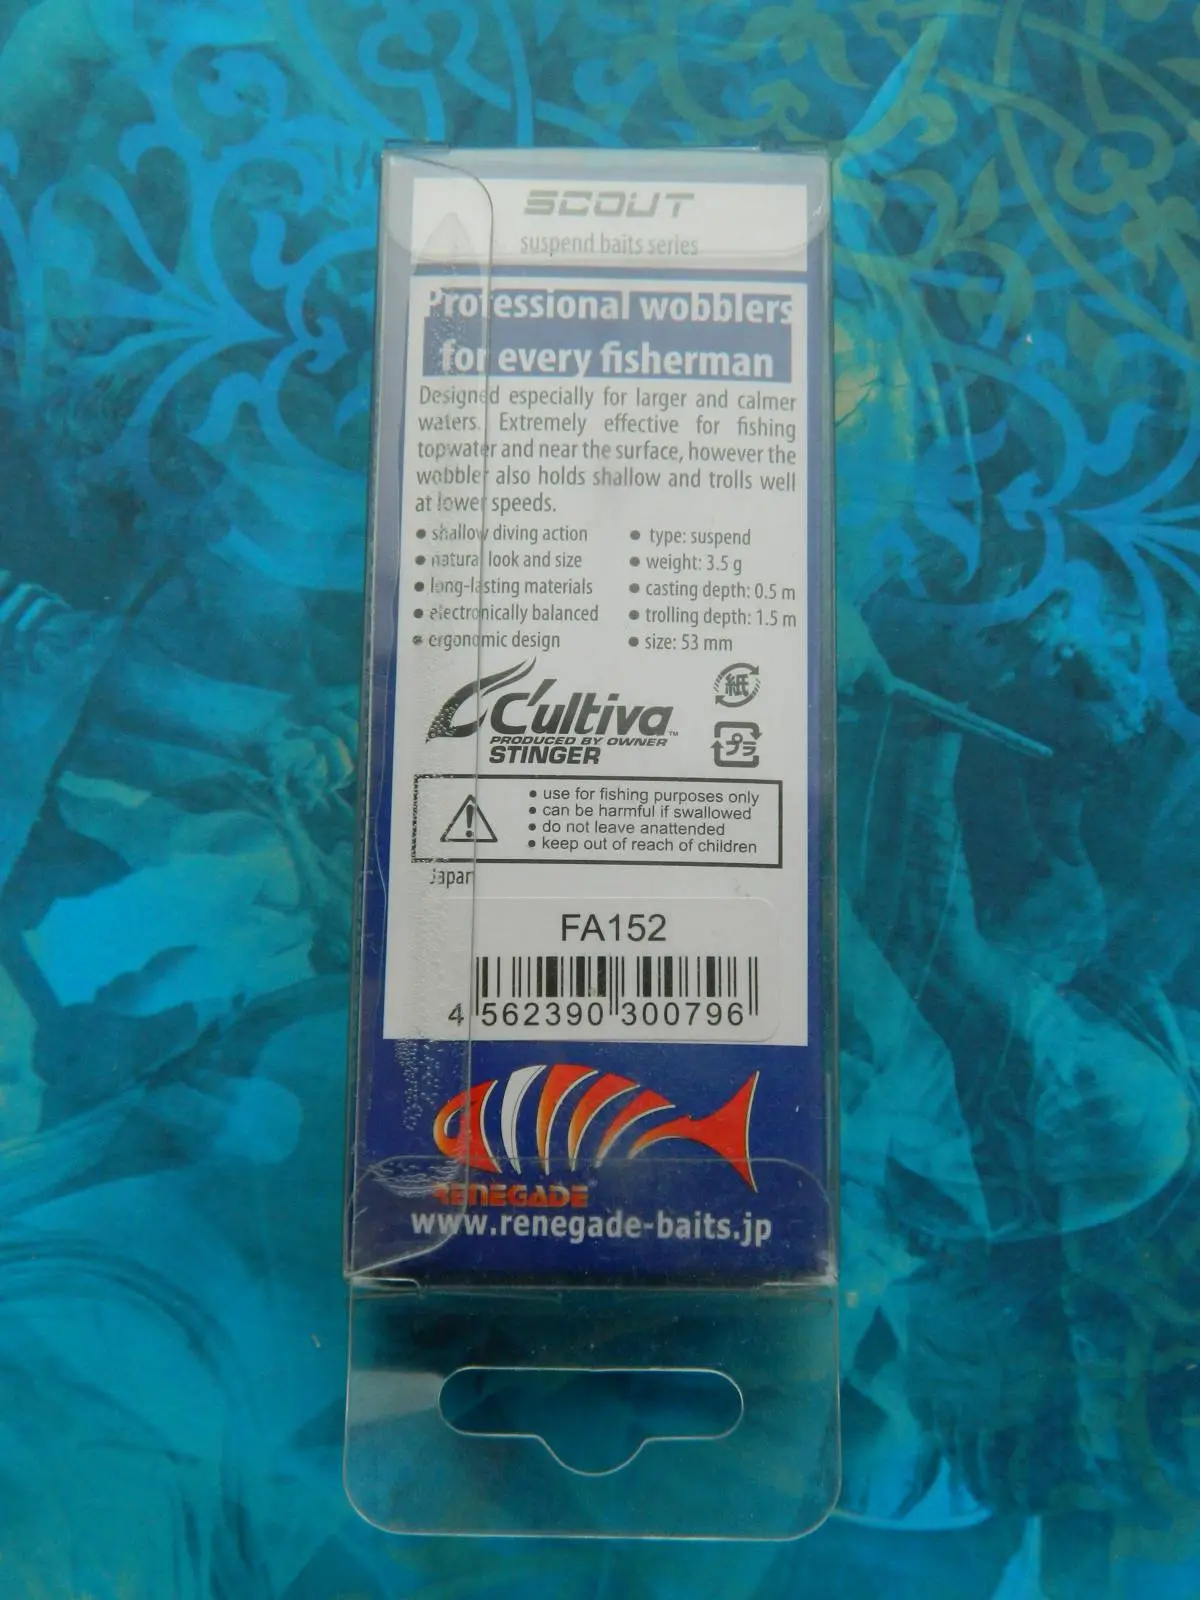 SCOUT
suspend baits series
Professional wobblers
for every fisherman
Designed especially for larger and calmer
waters. Extremely effective for fishing
topwater and near the surface, however the
wobbler also holds shallow and trolls well
at lower speeds.
● shallow diving action
● natural look and size
● long-lasting materials
● electronically balanced
● ergonomic design
● type: suspend
● weight: 3.5 g
● casting depth: 0.5 m
● trolling depth: 1.5 m
● size: 53 mm
C'ultiva™
PRODUCED BY OWNER
STINGER
紙
プラ
● use for fishing purposes only
● can be harmful if swallowed
● do not leave anattended
● keep out of reach of children
Japan
FA152
4 562390 300796
RENEGADE
www.renegade-baits.jp